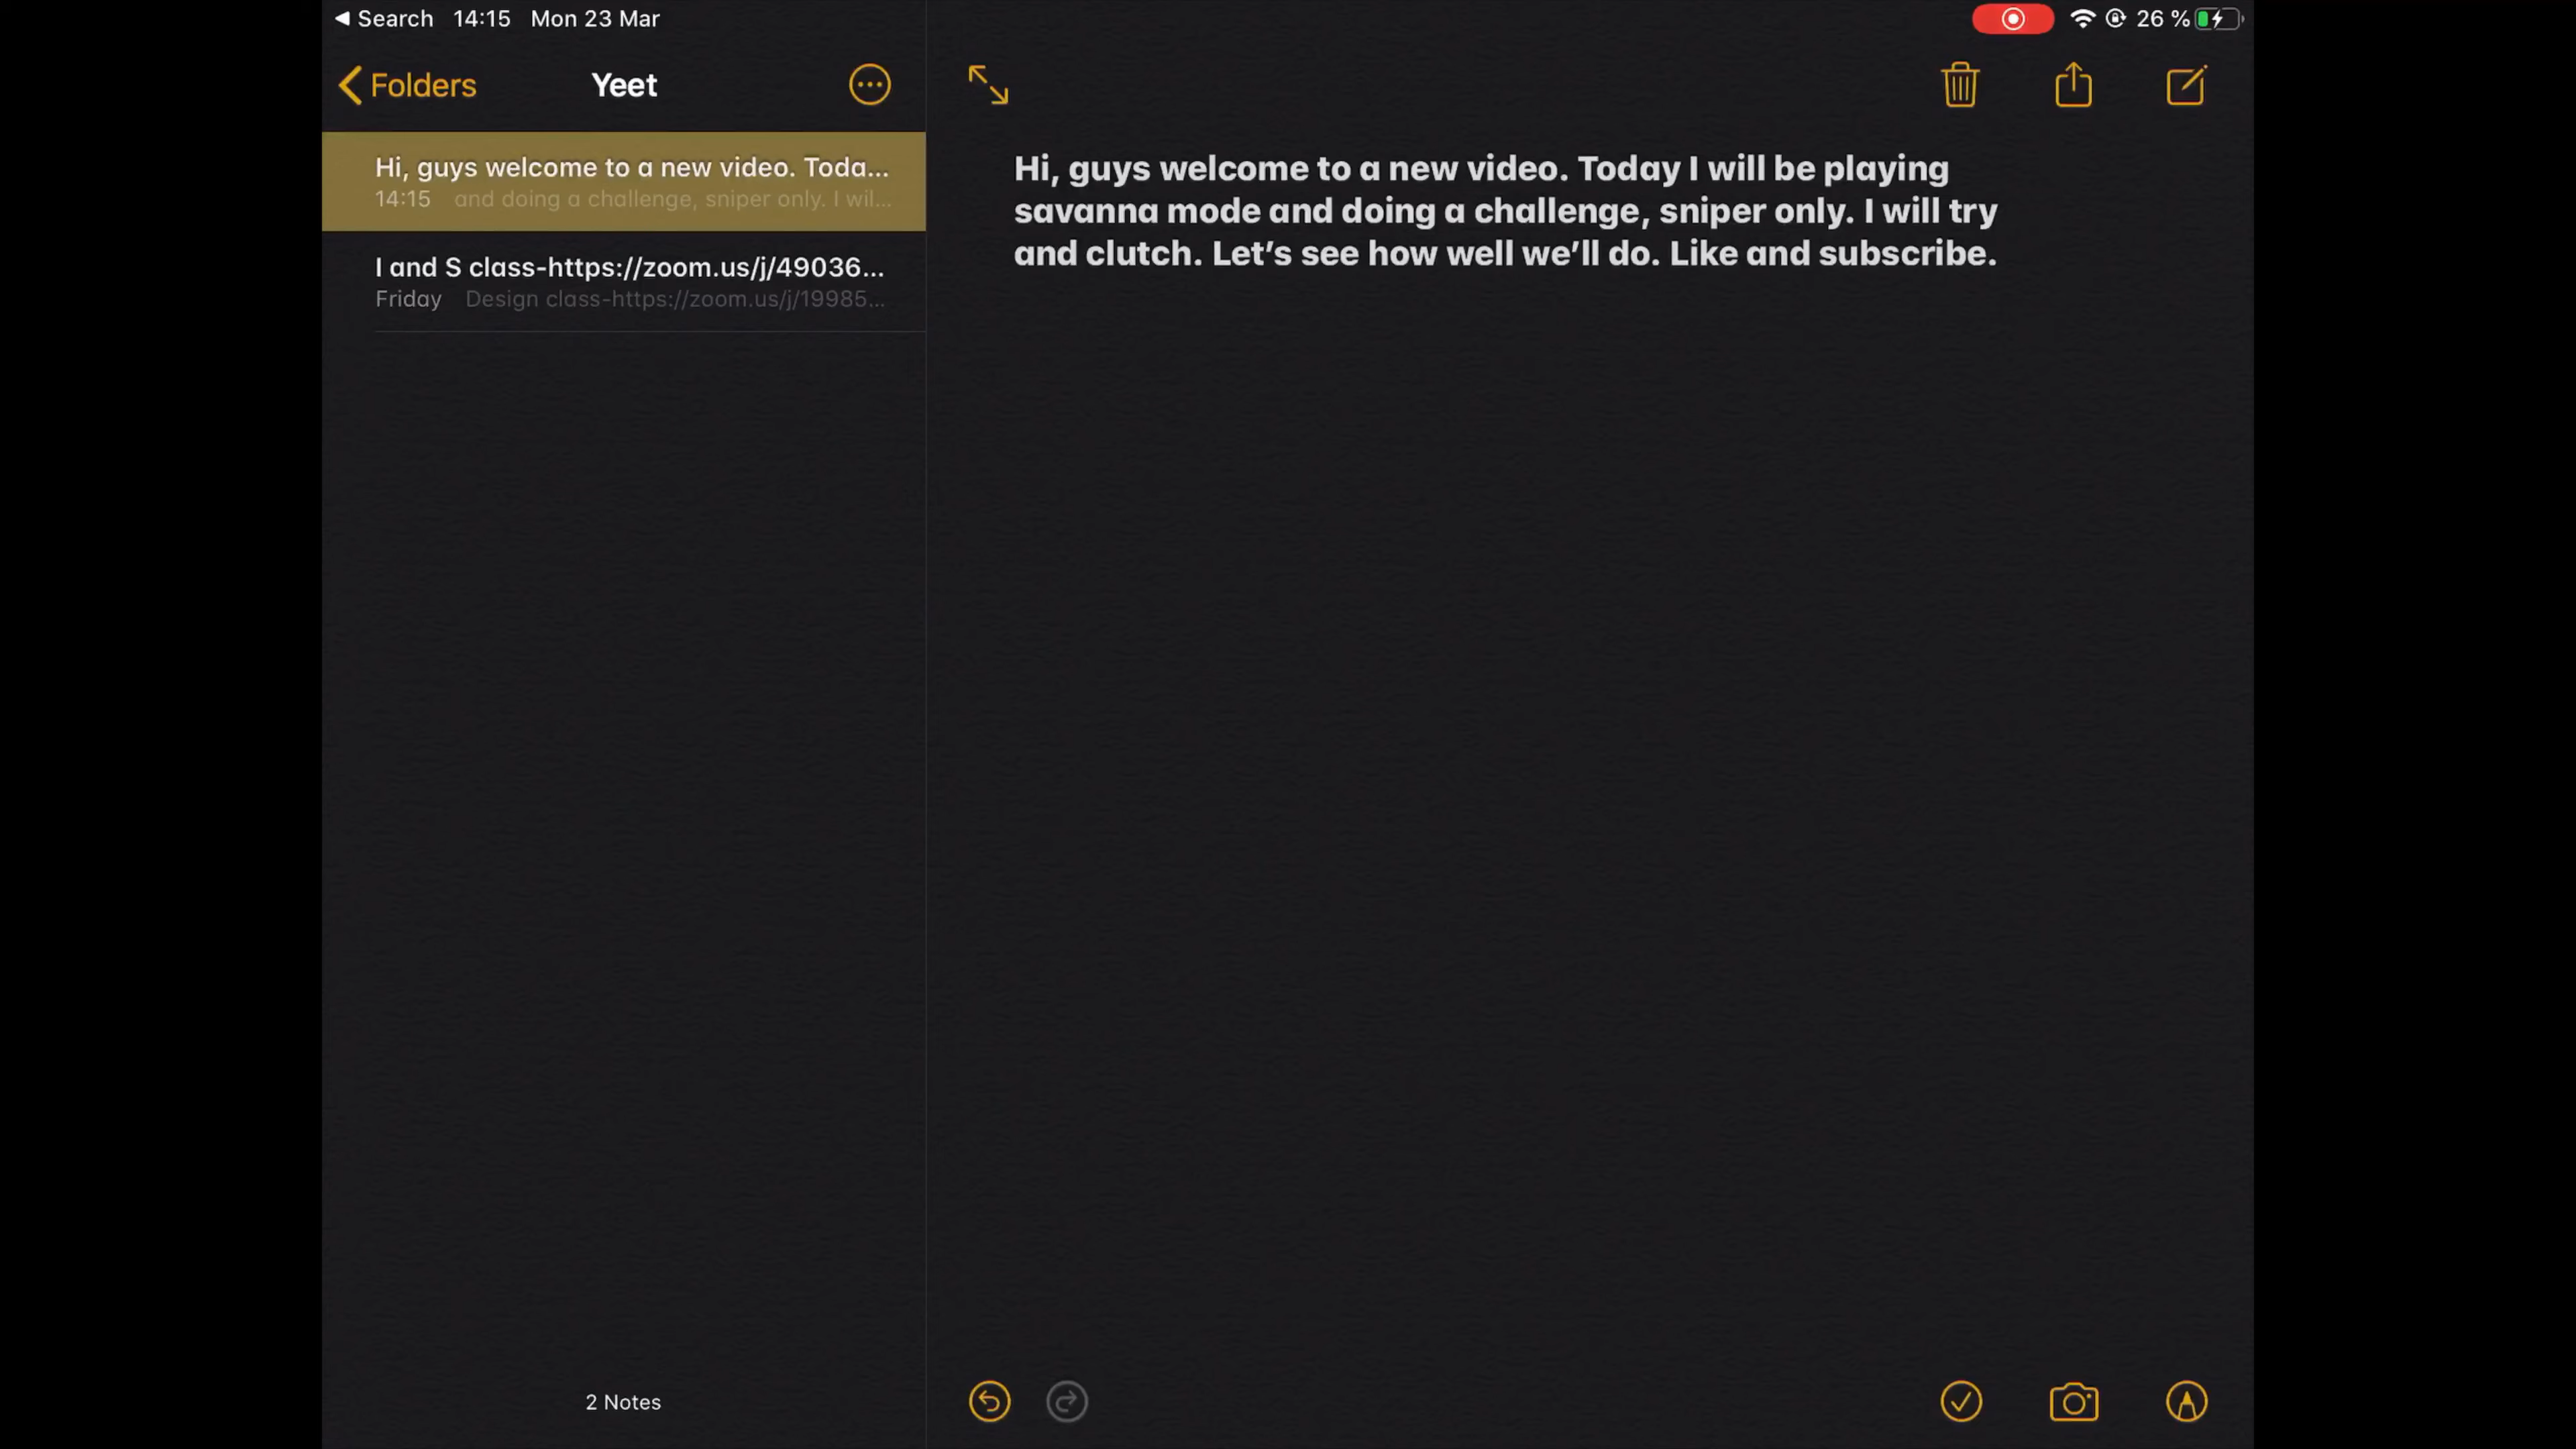 Search 14:15 Mon 23 Mar
26 %
Folders
Yeet
Hi, guys welcome to a new video. Toda...
14:15 and doing a challenge, sniper only. I wil...
I and S class-https://zoom.us/j/49036...
Friday Design class-https://zoom.us/j/19985...
2 Notes
Hi, guys welcome to a new video. Today I will be playing
savanna mode and doing a challenge, sniper only. I will try
and clutch. Let’s see how well we’ll do. Like and subscribe.